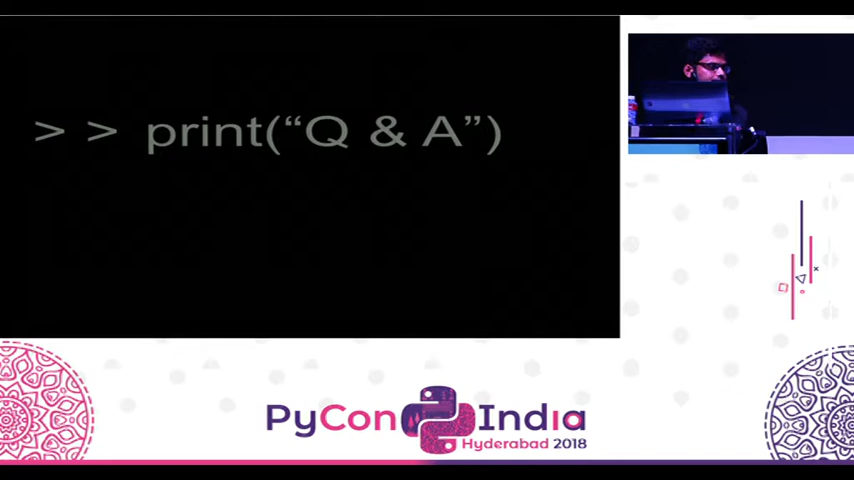 > > print(“Q & A”)
PyCon India
Hyderabad 2018